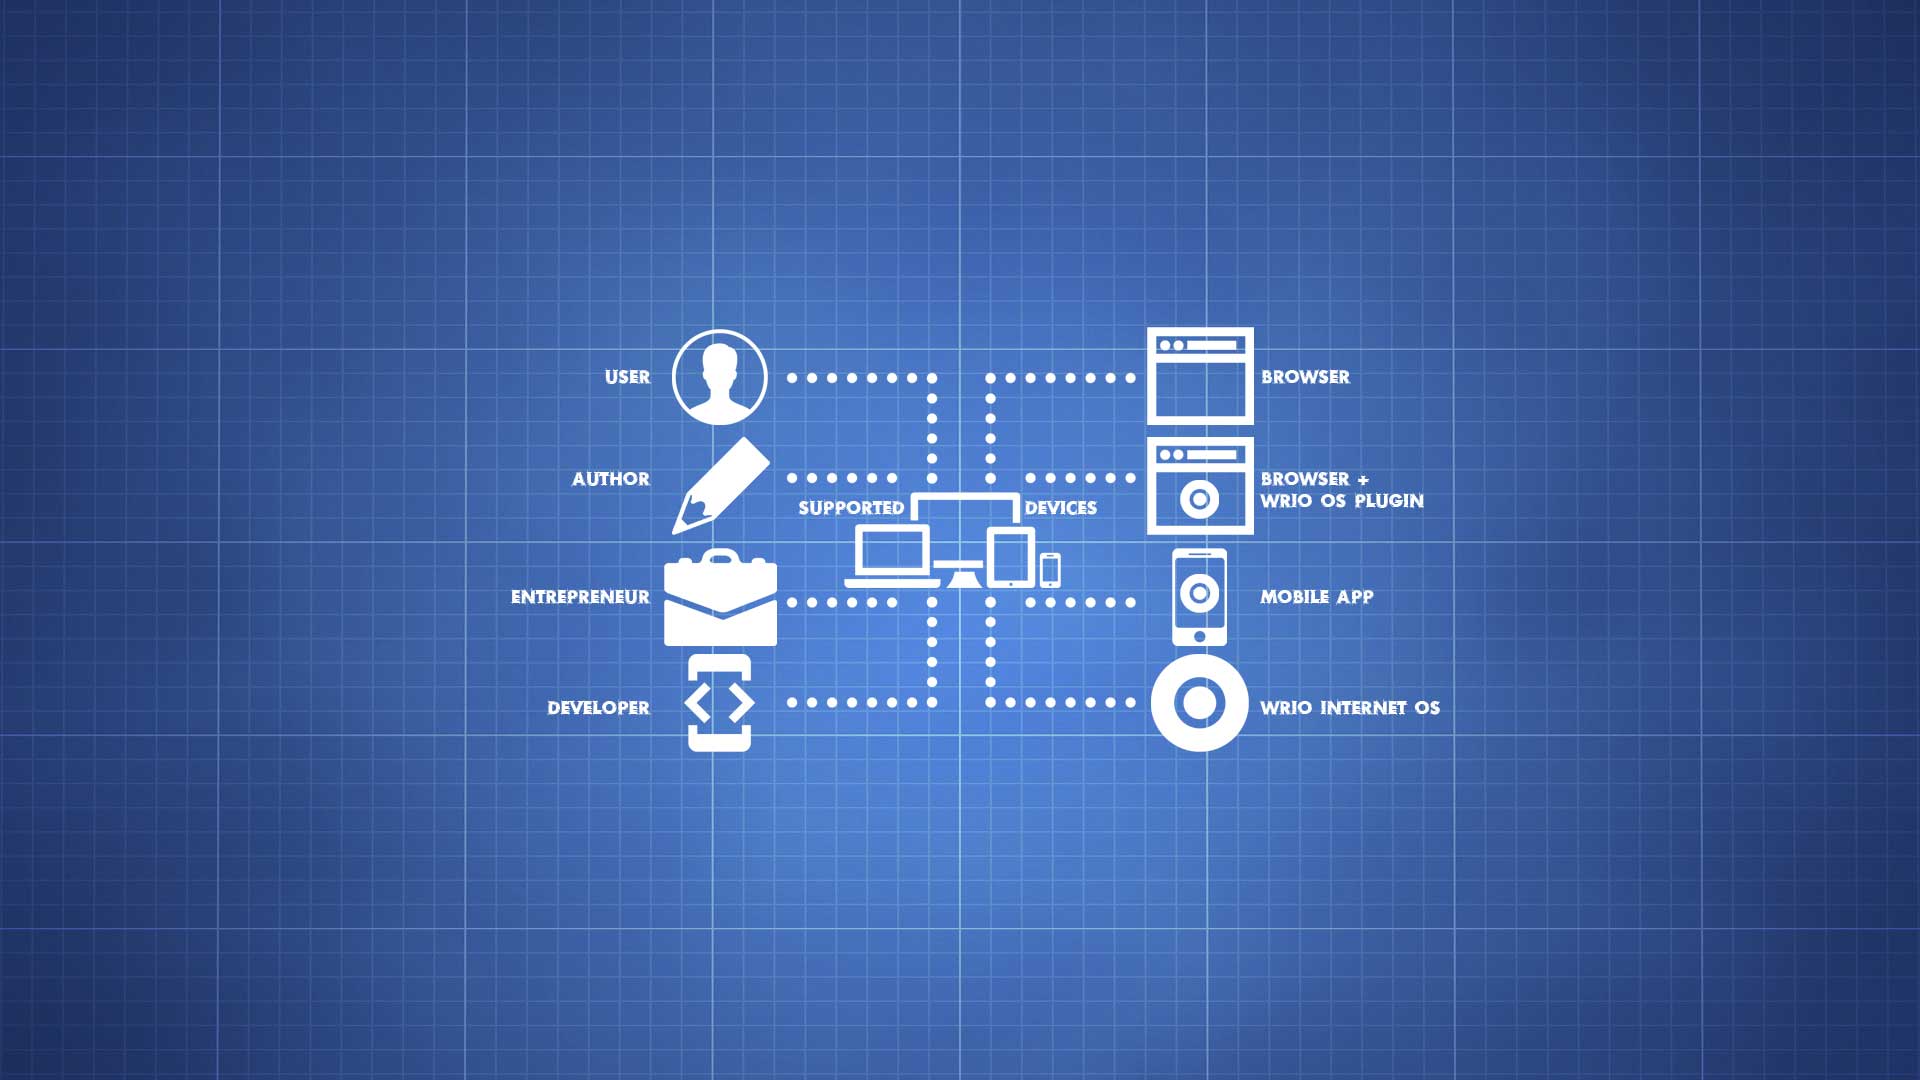 USER
BROWSER
AUTHOR
BROWSER +
WRIO OS PLUGIN
SUPPORTED DEVICES
ENTREPRENEUR
MOBILE APP
DEVELOPER
WRIO INTERNET OS